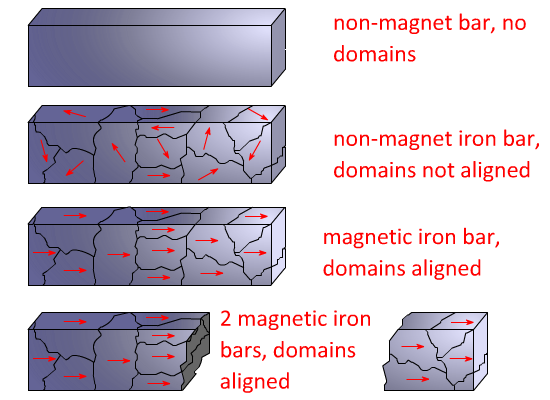 non-magnet bar, no
domains
non-magnet iron bar,
domains not aligned
magnetic iron bar,
domains aligned
2 magnetic iron
bars, domains
aligned